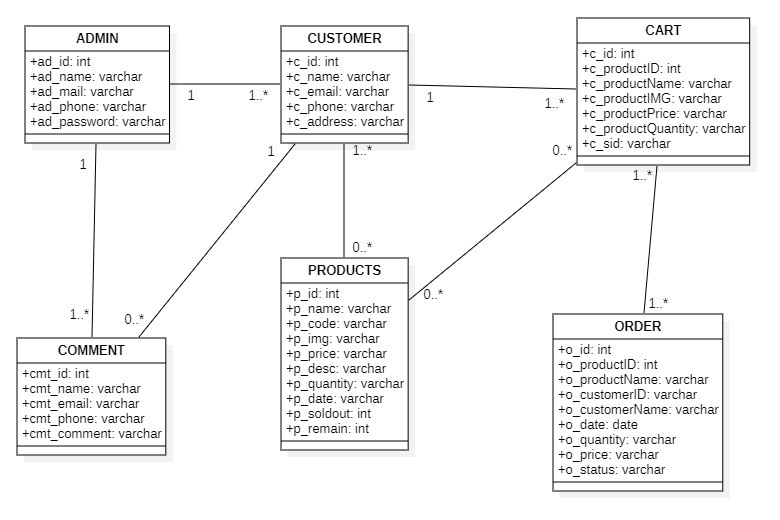 ADMIN
+ad_id: int
+ad_name: varchar
+ad_mail: varchar
+ad_phone: varchar
+ad_password: varchar
1
1..*
CUSTOMER
+c_id: int
+c_name: varchar
+c_email: varchar
+c_phone: varchar
+c_address: varchar
1
1..*
CART
+c_id: int
+c_productID: int
+c_productName: varchar
+c_productIMG: varchar
+c_productPrice: varchar
+c_productQuantity: varchar
+c_sid: varchar
1
1..*
1
0..*
1..*
0..*
0..*
0..*
1..*
1..*
COMMENT
+cmt_id: int
+cmt_name: varchar
+cmt_email: varchar
+cmt_phone: varchar
+cmt_comment: varchar
PRODUCTS
+p_id: int
+p_name: varchar
+p_code: varchar
+p_img: varchar
+p_price: varchar
+p_desc: varchar
+p_quantity: varchar
+p_date: varchar
+p_soldout: int
+p_remain: int
ORDER
+o_id: int
+o_productID: int
+o_productName: varchar
+o_customerID: varchar
+o_customerName: varchar
+o_date: date
+o_quantity: varchar
+o_price: varchar
+o_status: varchar